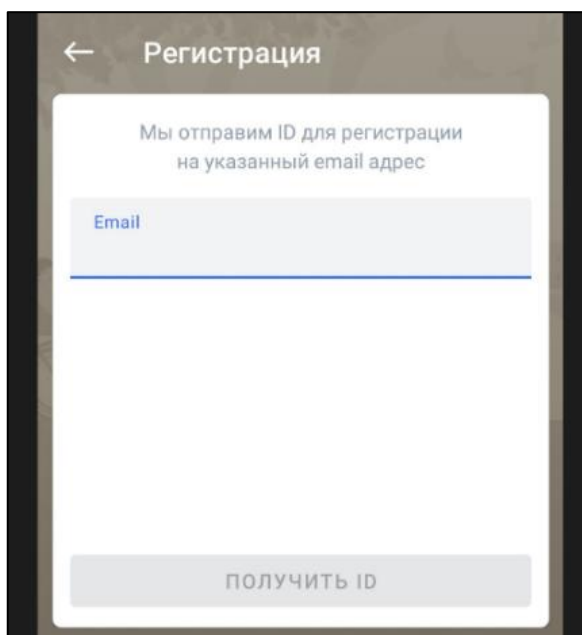 Регистрация
Мы отправим ID для регистрации
на указанный email адрес
Email
ПОЛУЧИТЬ ID